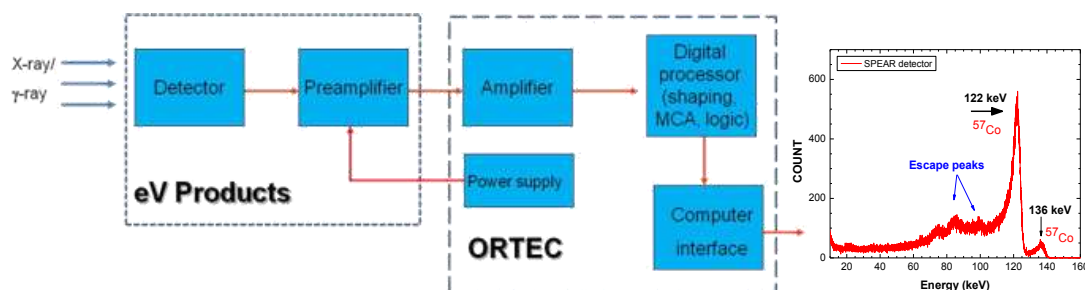 X-ray/
γ-ray
Detector
Preamplifier
eV Products
Amplifier
Power supply
ORTEC
Digital
processor
(shaping,
MCA, logic)
Computer
interface
SPEAR detector
122 keV
57Co
Escape peaks
136 keV
57Co
COUNT
600
400
200
0
20 40 60 80 100 120 140 160
Energy (keV)